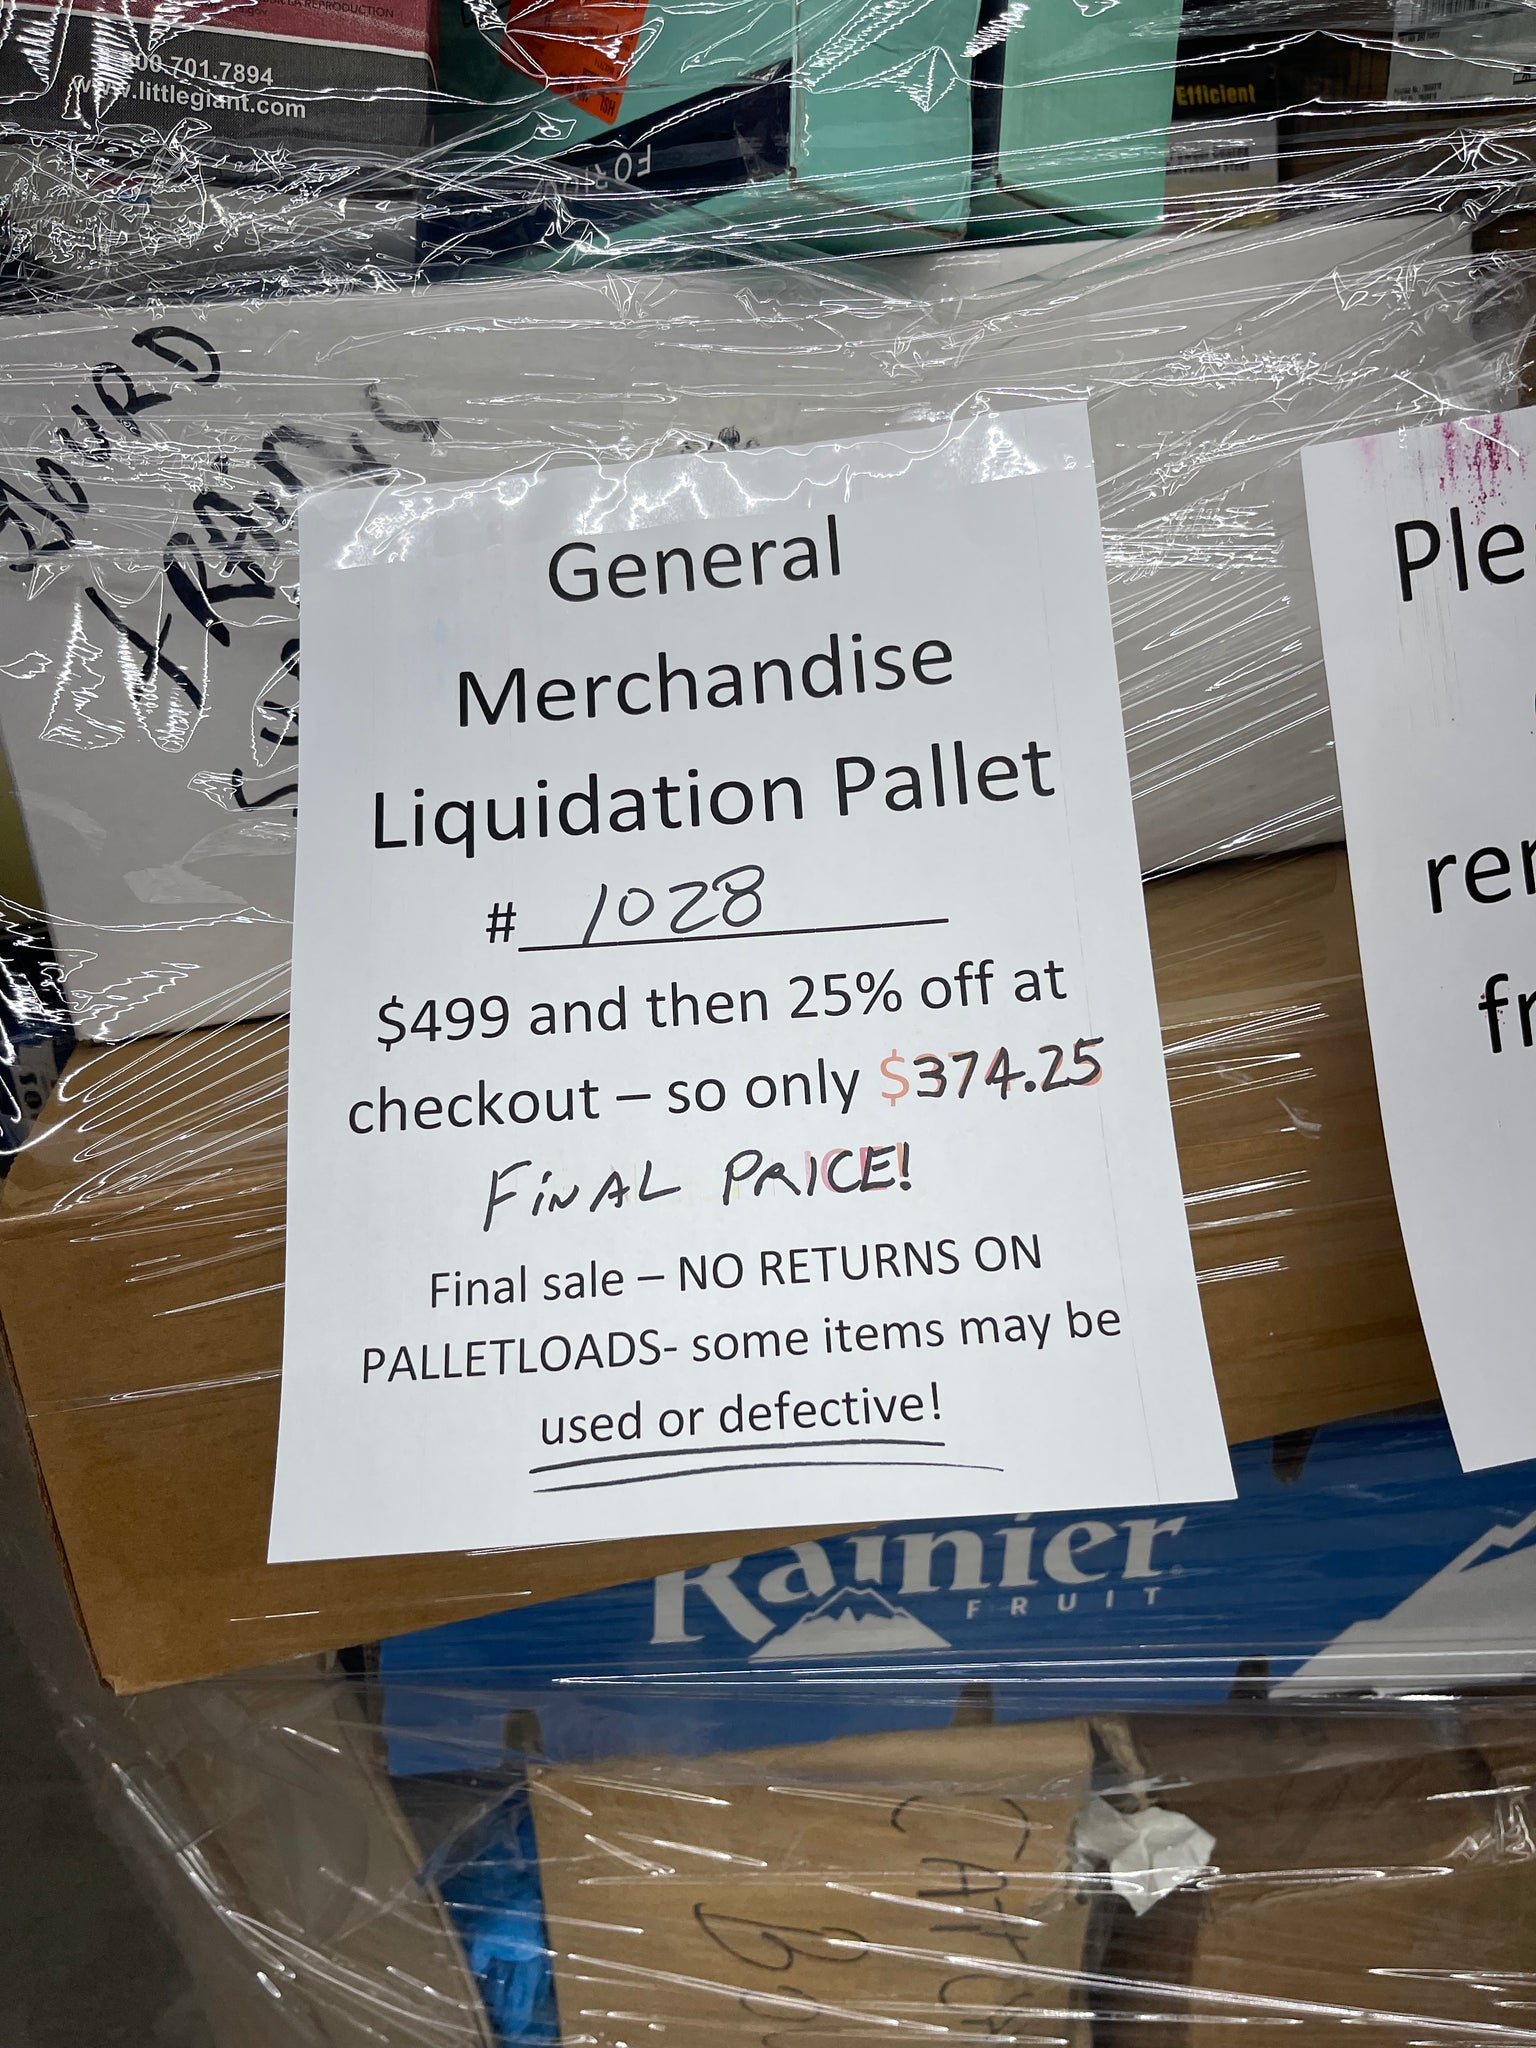 REPRODUCTION
800.701.7894
www.littlegiant.com
Efficient
General
Merchandise
Liquidation Pallet
# 1028
$499 and then 25% off at
checkout – so only $374.25
FINAL PRICE!
Final sale – NO RETURNS ON
PALLETLOADS- some items may be
used or defective!
Ple
rer
fr
Rainier
FRUIT